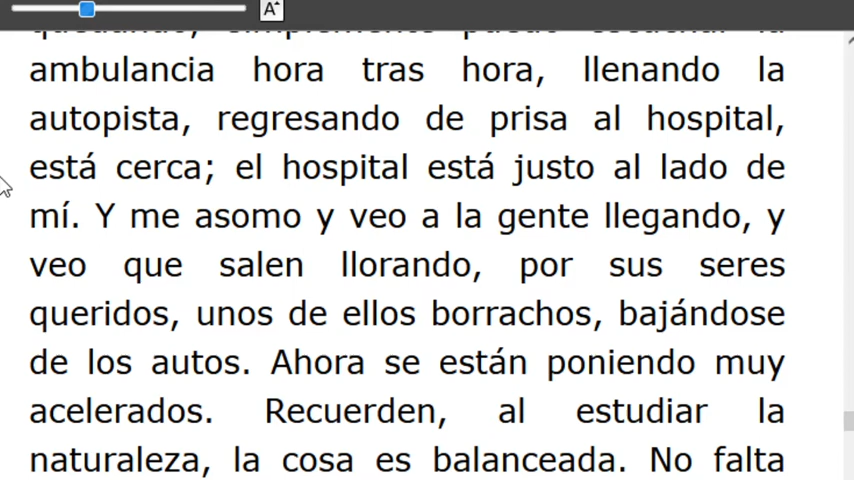 A
ambulancia hora tras hora, llenando la
autopista, regresando de prisa al hospital,
está cerca; el hospital está justo al lado de
mí. Y me asomo y veo a la gente llegando, y
veo que salen llorando, por sus seres
queridos, unos de ellos borrachos, bajándose
de los autos. Ahora se están poniendo muy
acelerados. Recuerden, al estudiar la
naturaleza, la cosa es balanceada. No falta